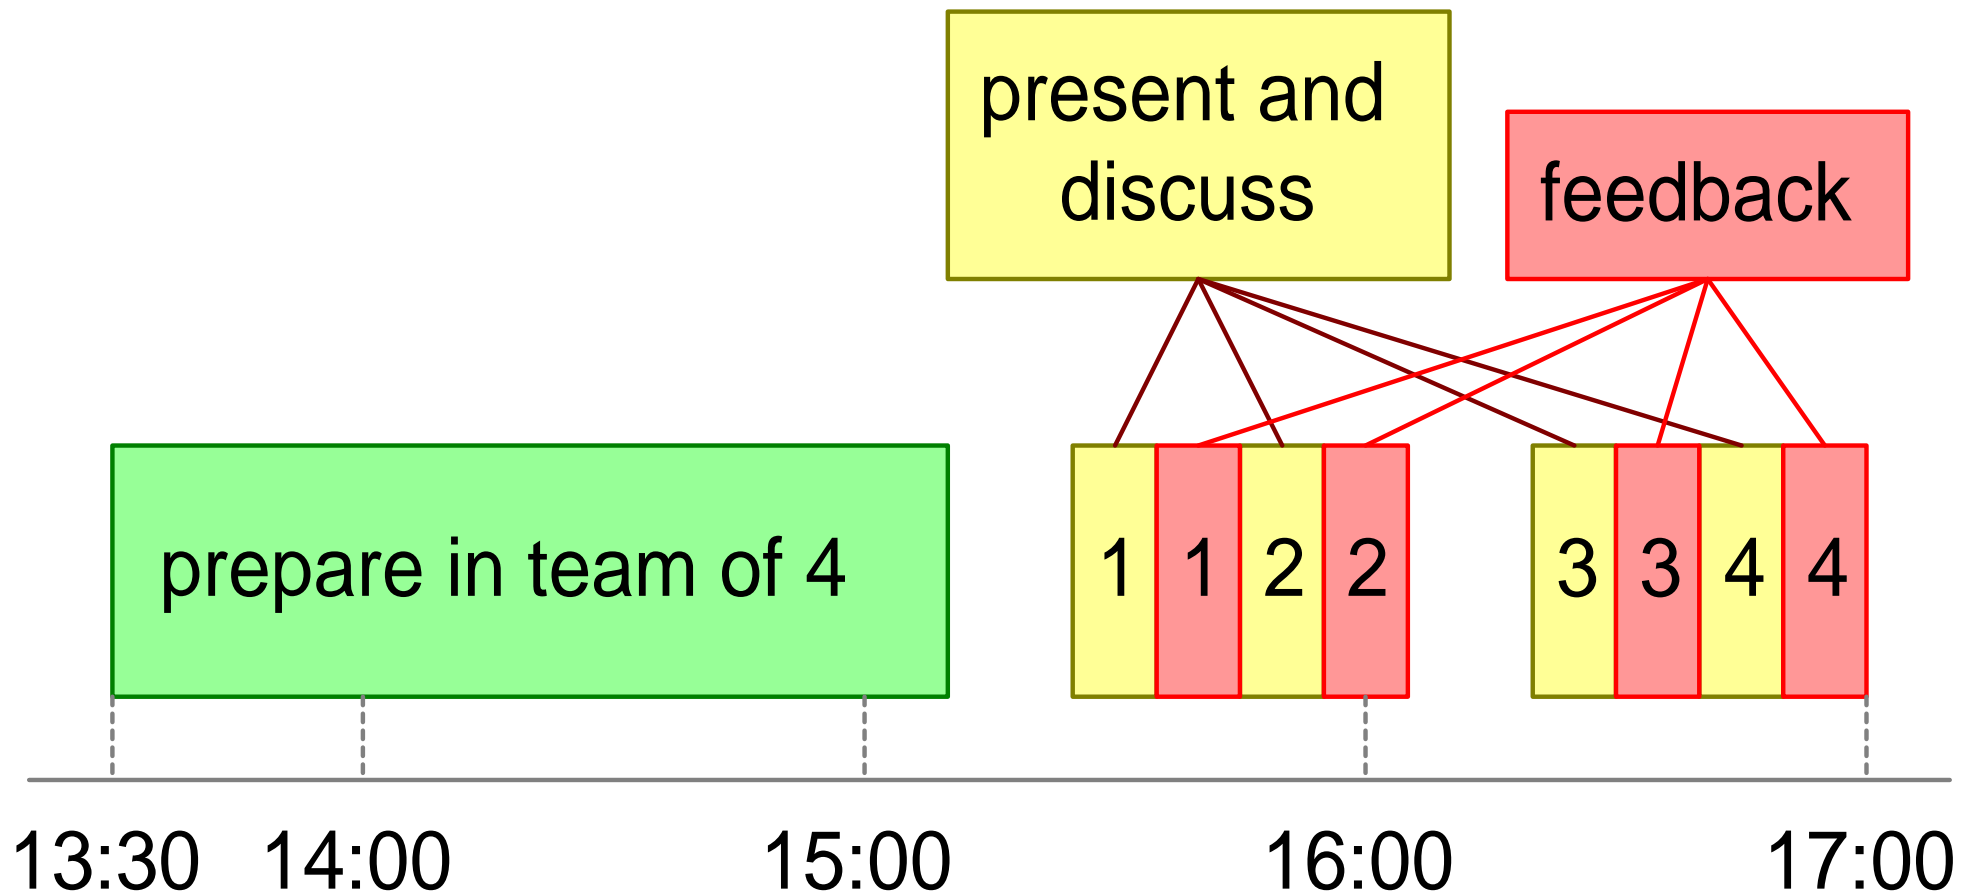 present and
discuss
feedback
prepare in team of 4
1 1 2 2 3 3 4 4
13:30 14:00 15:00 16:00 17:00